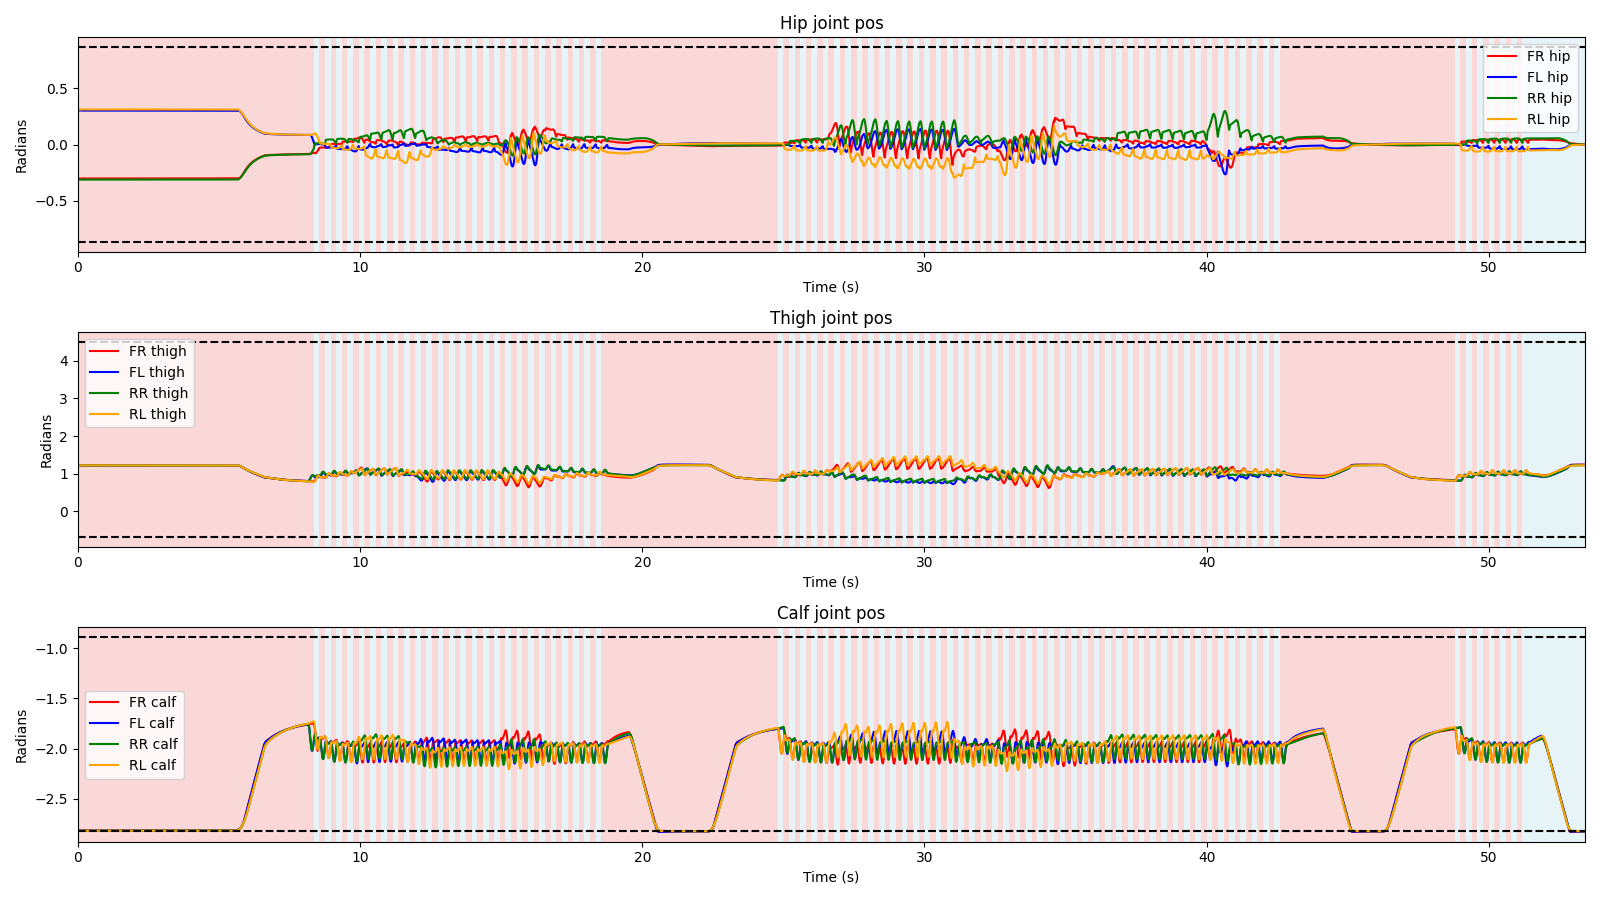 Hip joint pos
Radians
0.5
0.0
−0.5
FR hip
FL hip
RR hip
RL hip
0 10 20 30 40 50
Time (s)
Thigh joint pos
Radians
4
3
2
1
0
FR thigh
FL thigh
RR thigh
RL thigh
0 10 20 30 40 50
Time (s)
Calf joint pos
Radians
−1.0
−1.5
−2.0
−2.5
FR calf
FL calf
RR calf
RL calf
0 10 20 30 40 50
Time (s)